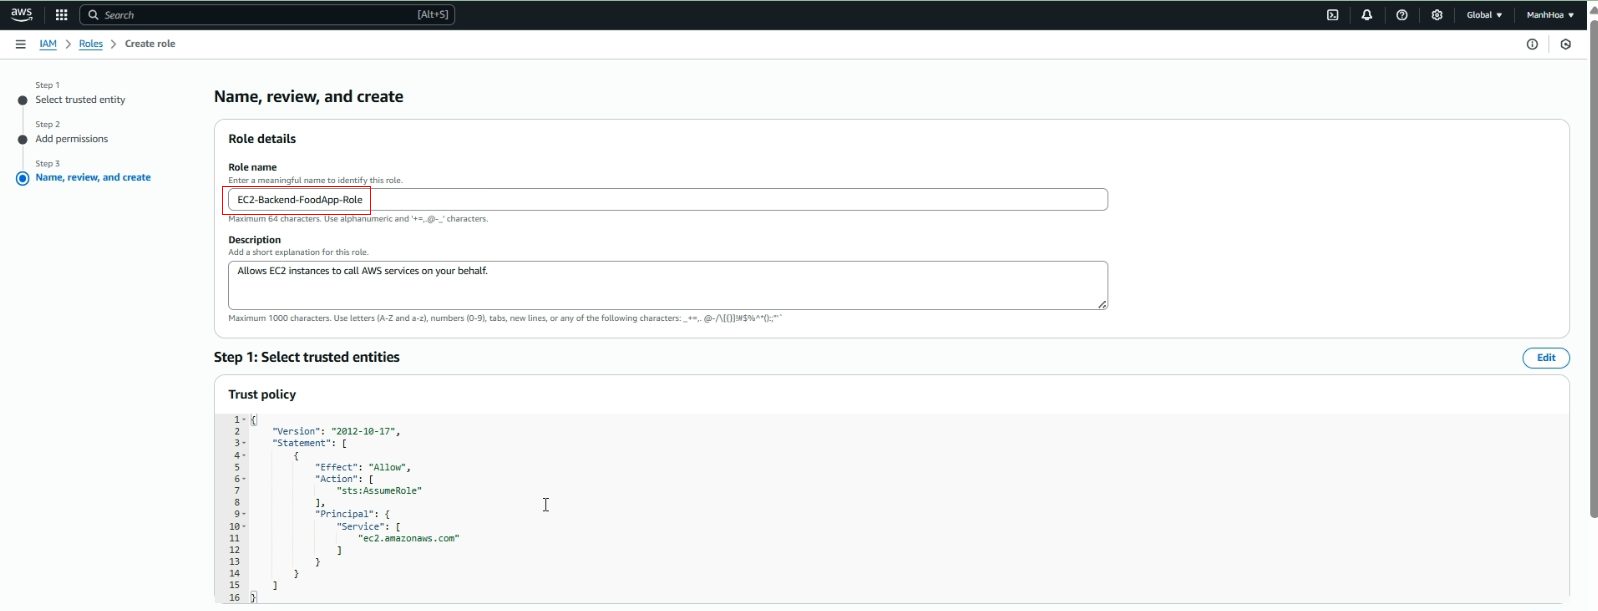 aws
Search [Alt+S]
Global ManhHoa
IAM Roles Create role
Step 1
Select trusted entity
Step 2
Add permissions
Step 3
Name, review, and create
Name, review, and create
Role details
Role name
Enter a meaningful name to identify this role.
EC2-Backend-FoodApp-Role
Maximum 64 characters. Use alphanumeric and '+=,.@-_' characters.
Description
Add a short explanation for this role.
Allows EC2 instances to call AWS services on your behalf.
Maximum 1000 characters. Use letters (A-Z and a-z), numbers (0-9), tabs, new lines, or any of the following characters:
Step 1: Select trusted entities
Edit
Trust policy
1 {
2 "Version": "2012-10-17",
3 "Statement": [
4 {
5 "Effect": "Allow",
6 "Action": [
7 "sts:AssumeRole"
8 ],
9 "Principal": {
10 "Service": [
11 "ec2.amazonaws.com"
12 ]
13 }
14 }
15 ]
16 }